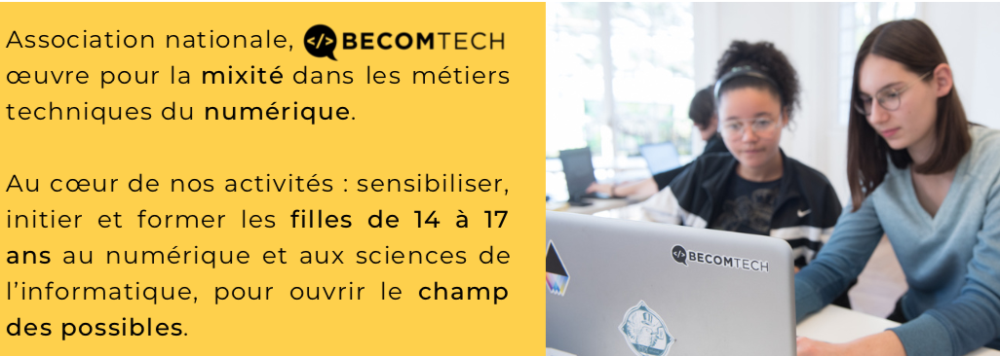 Association nationale, </> BECOMTECH
œuvre pour la mixité dans les métiers
techniques du numérique.
Au cœur de nos activités : sensibiliser,
initier et former les filles de 14 à 17
ans au numérique et aux sciences de
l'informatique, pour ouvrir le champ
des possibles.
</> BECOMTECH